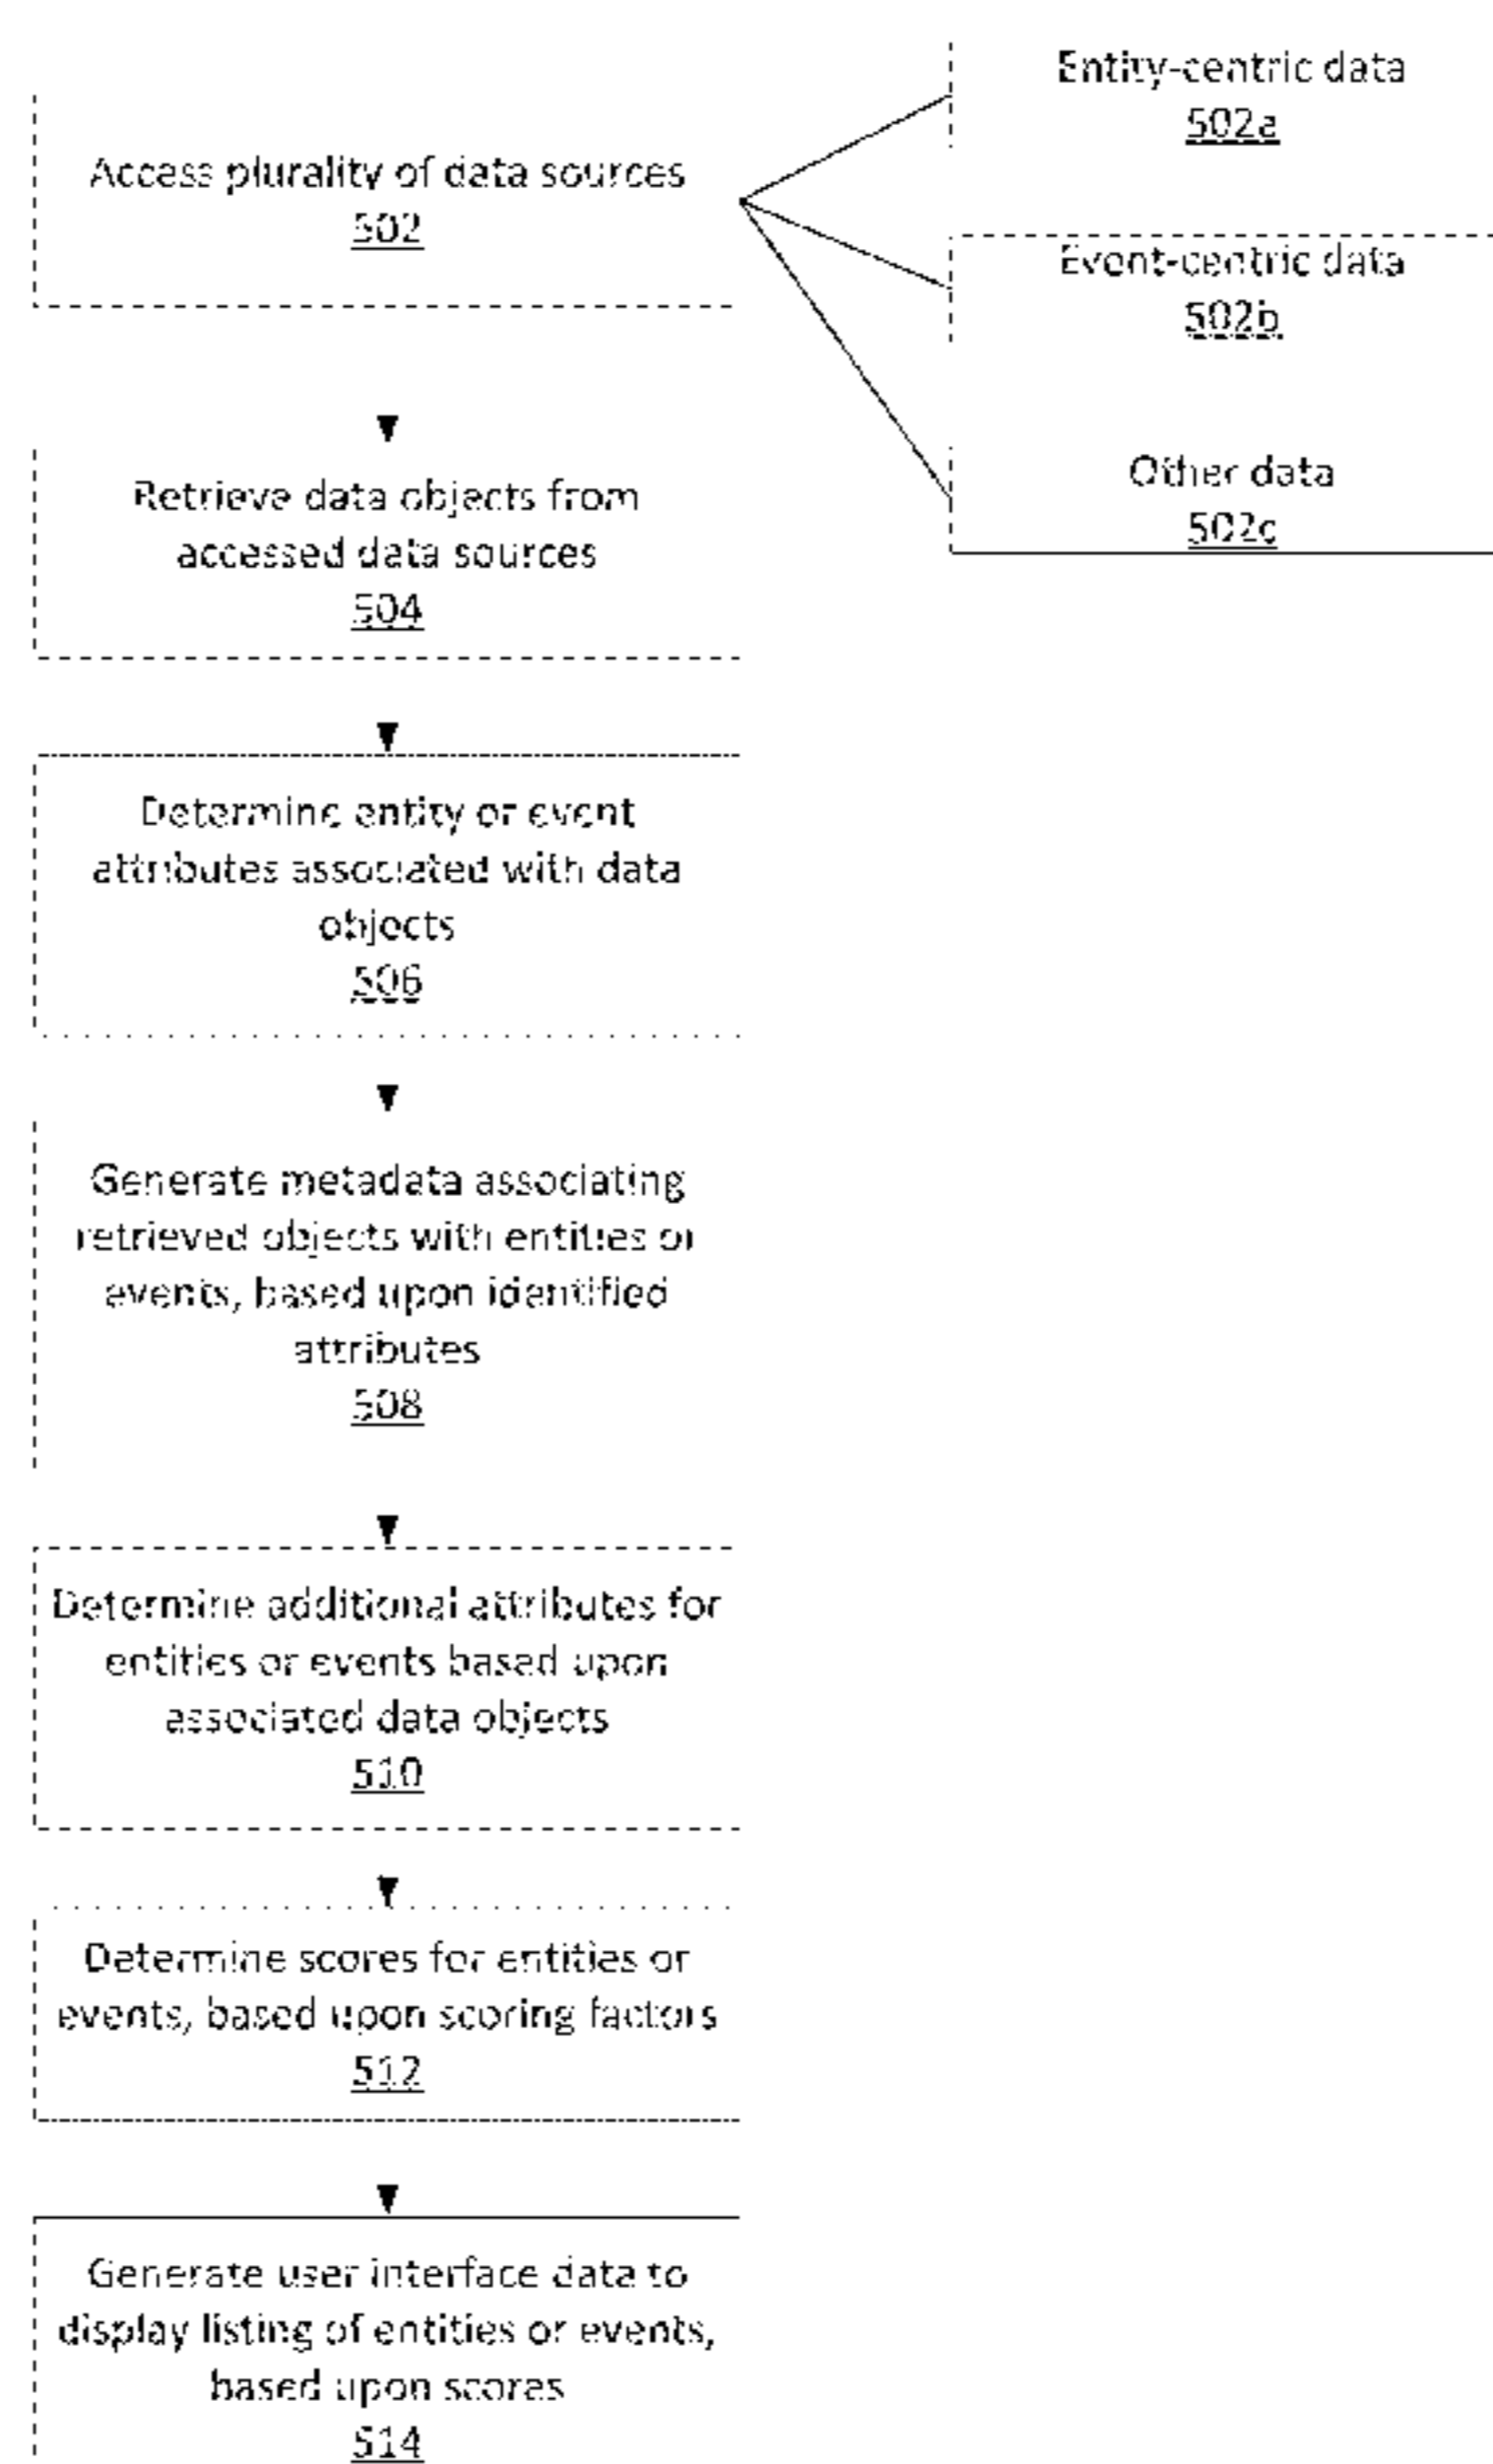 Access plurality of data sources
502
Entity-centric data
502a
Event-centric data
502b
Other data
502c
Retrieve data objects from
accessed data sources
504
Determine entity or event
attributes associated with data
objects
506
Generate metadata associating
retrieved objects with entities or
events, based upon identified
attributes
508
Determine additional attributes for
entities or events based upon
associated data objects
510
Determine scores for entities or
events, based upon scoring factors
512
Generate user interface data to
display listing of entities or events,
based upon scores
514